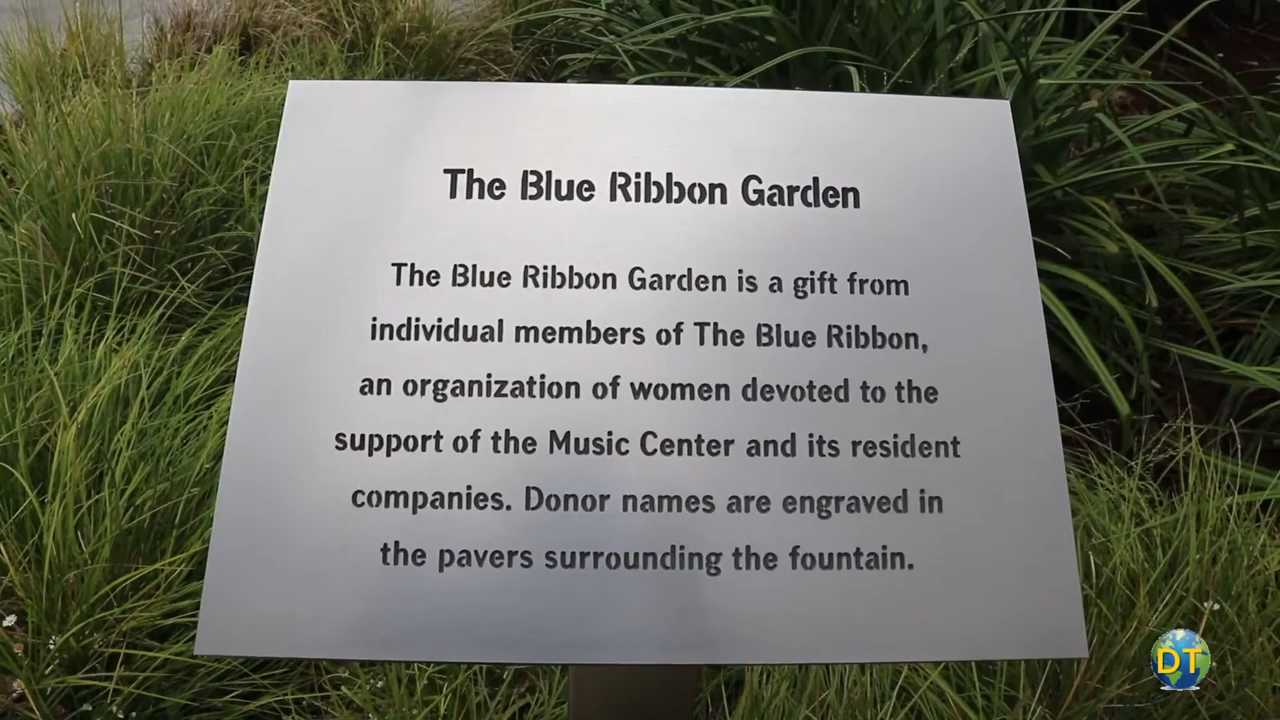 The Blue Ribbon Garden
The Blue Ribbon Garden is a gift from
individual members of The Blue Ribbon,
an organization of women devoted to the
support of the Music Center and its resident
companies. Donor names are engraved in
the pavers surrounding the fountain.
DT